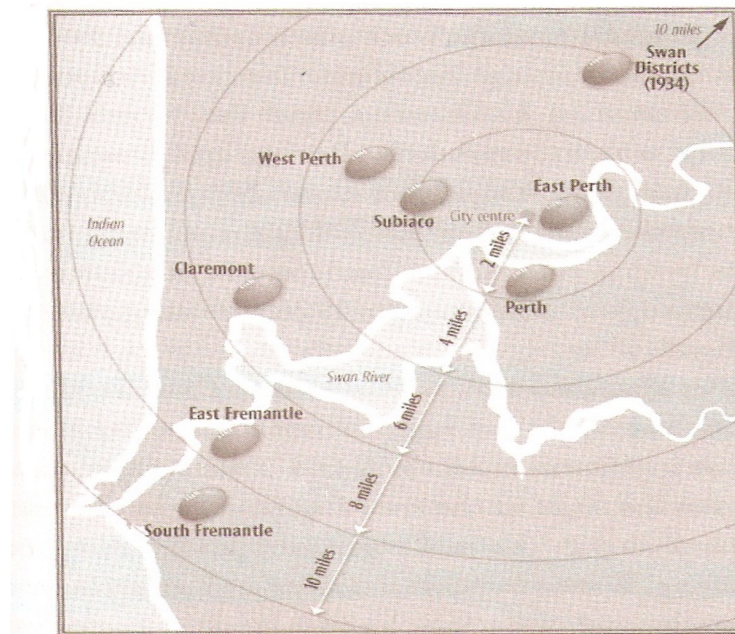 10 miles
Swan
Districts
(1934)
West Perth
East Perth
Subiaco
City centre
Indian
Ocean
2 miles
Claremont
Perth
4 miles
Swan River
6 miles
East Fremantle
8 miles
South Fremantle
10 miles